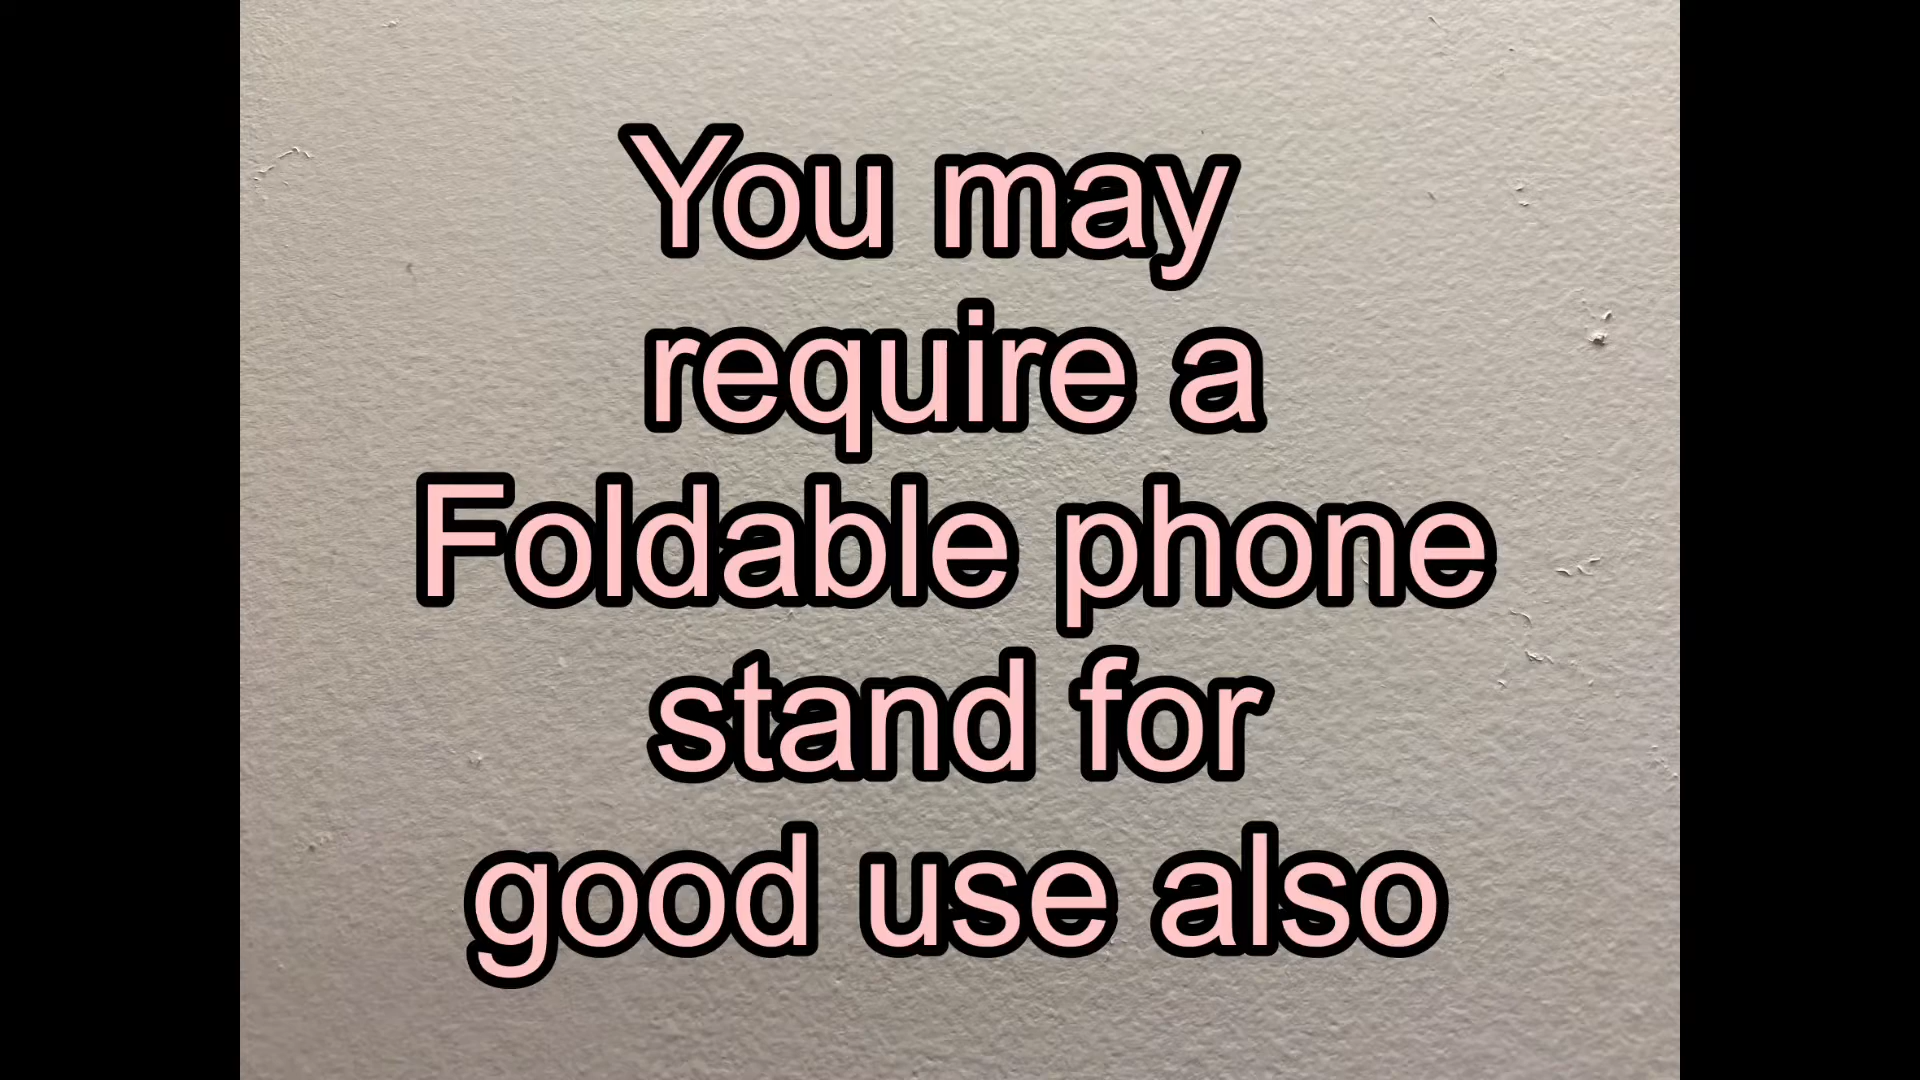 You may
require a
Foldable phone
stand for
good use also